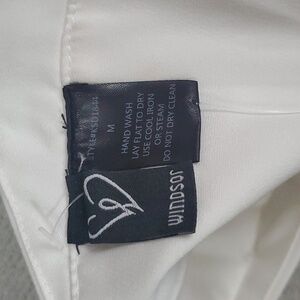 M
HAND WASH
LAY FLAT TO DRY
USE COOL IRON
OR STEAM
DO NOT DRY CLEAN
WINDSOR